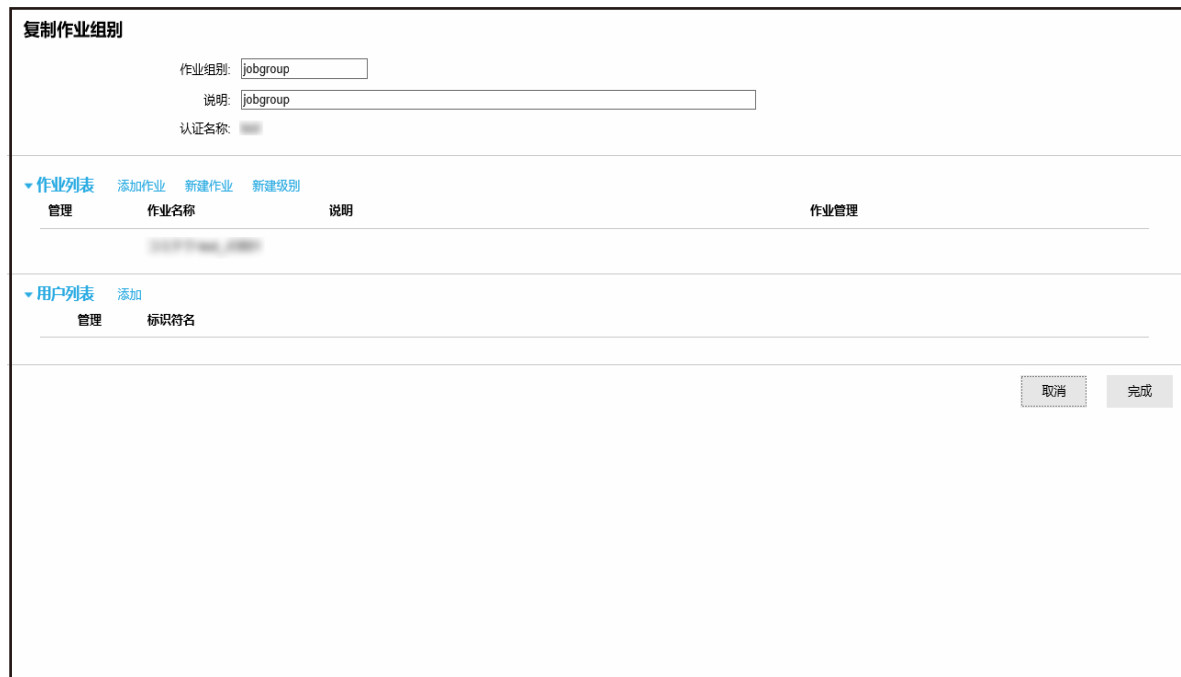 复制作业组别
作业组别: jobgroup
说明: jobgroup
认证名称:
作业列表 添加作业 新建作业 新建级别
管理 作业名称 说明 作业管理
用户列表 添加
管理 标识符名
取消 完成